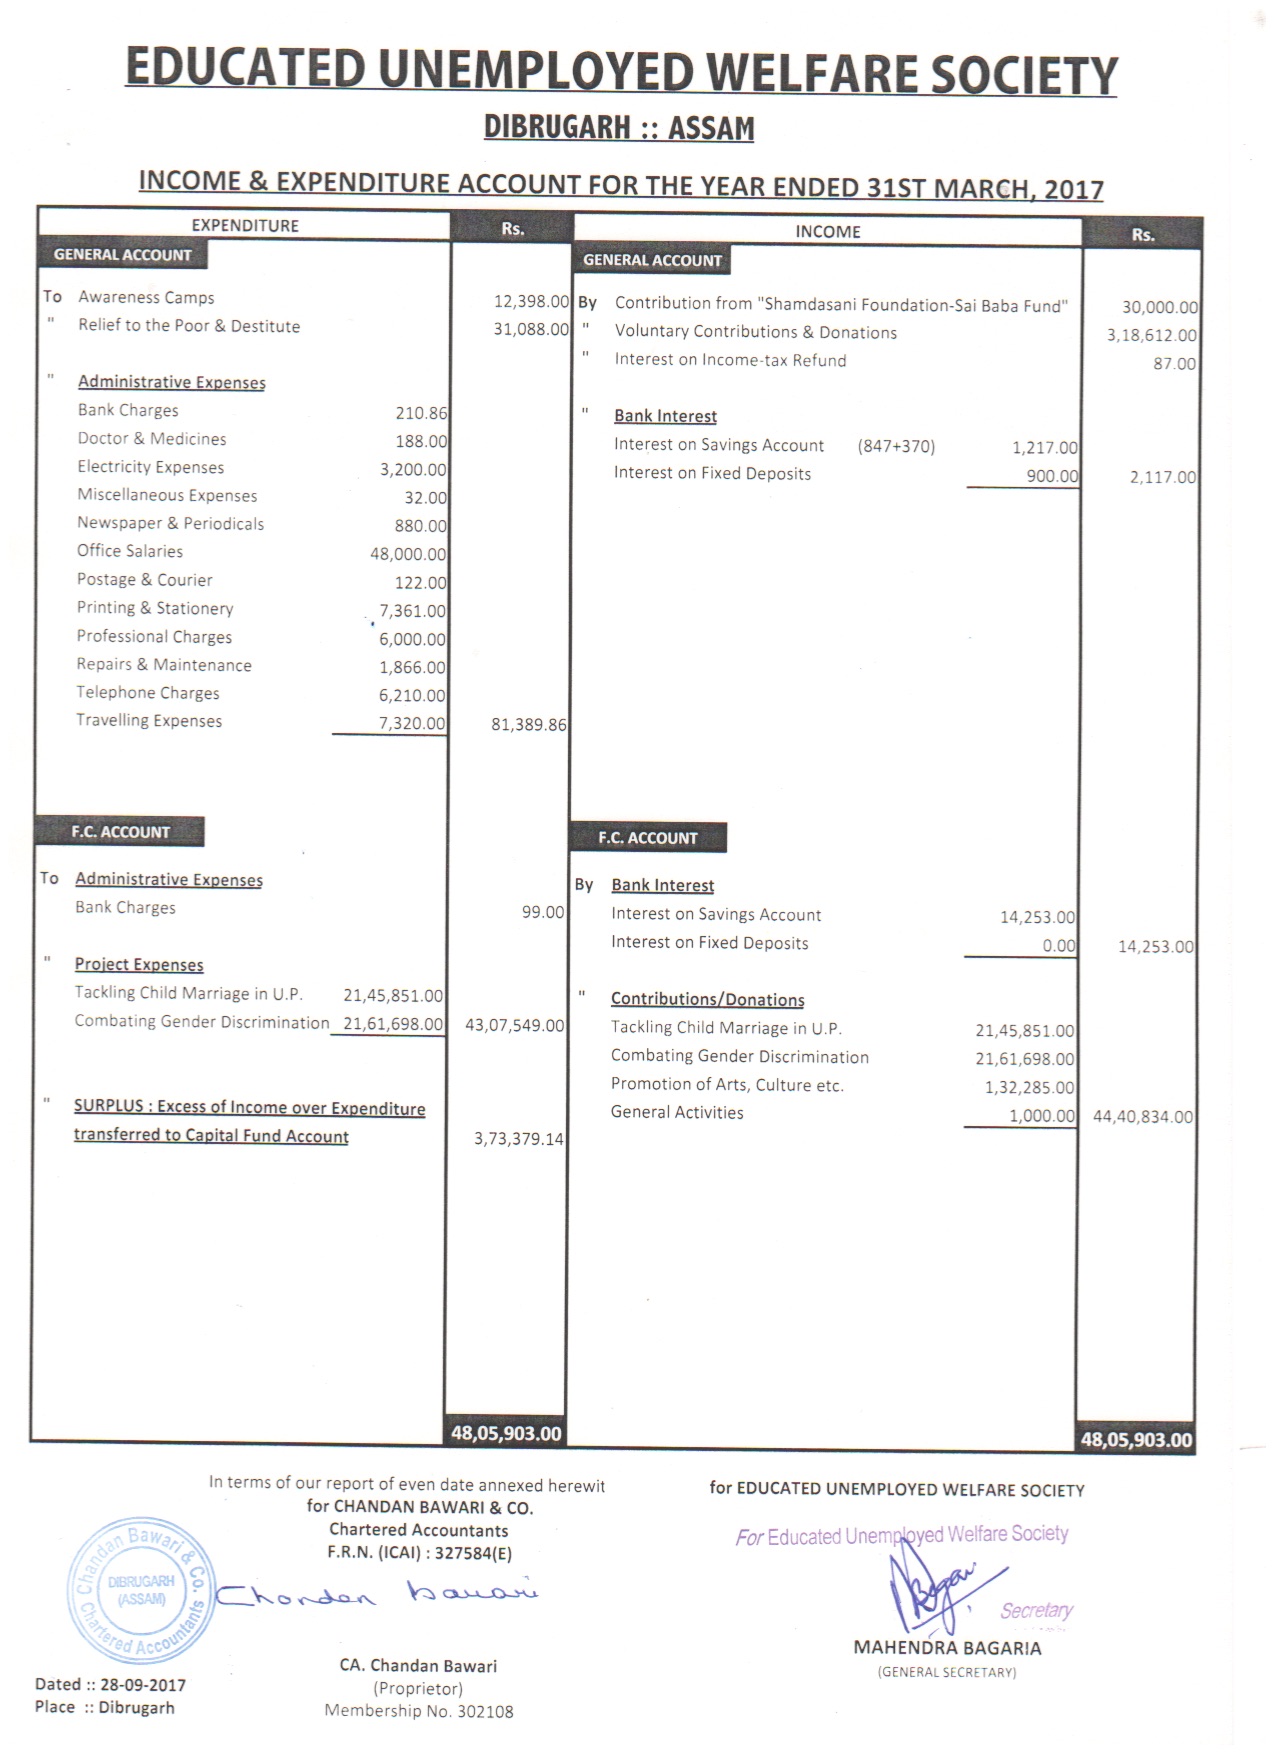 EDUCATED UNEMPLOYED WELFARE SOCIETY
DIBRUGARH :: ASSAM
INCOME & EXPENDITURE ACCOUNT FOR THE YEAR ENDED 31ST MARCH, 2017
EXPENDITURE Rs. INCOME Rs.
GENERAL ACCOUNT GENERAL ACCOUNT
To Awareness Camps 12,398.00 By Contribution from "Shamdasani Foundation-Sai Baba Fund" 30,000.00
" Relief to the Poor & Destitute 31,088.00 " Voluntary Contributions & Donations 3,18,612.00
" Interest on Income-tax Refund 87.00
" Administrative Expenses
Bank Charges 210.86 " Bank Interest
Doctor & Medicines 188.00 Interest on Savings Account (847+370) 1,217.00
Electricity Expenses 3,200.00 Interest on Fixed Deposits 900.00 2,117.00
Miscellaneous Expenses 32.00
Newspaper & Periodicals 880.00
Office Salaries 48,000.00
Postage & Courier 122.00
Printing & Stationery 7,361.00
Professional Charges 6,000.00
Repairs & Maintenance 1,866.00
Telephone Charges 6,210.00
Travelling Expenses 7,320.00 81,389.86
F.C. ACCOUNT F.C. ACCOUNT
To Administrative Expenses By Bank Interest
Bank Charges 99.00 Interest on Savings Account 14,253.00
Interest on Fixed Deposits 0.00 14,253.00
" Project Expenses
Tackling Child Marriage in U.P. 21,45,851.00 " Contributions/Donations
Combating Gender Discrimination 21,61,698.00 43,07,549.00 Tackling Child Marriage in U.P. 21,45,851.00
Combating Gender Discrimination 21,61,698.00
Promotion of Arts, Culture etc. 1,32,285.00
" SURPLUS : Excess of Income over Expenditure General Activities 1,000.00 44,40,834.00
transferred to Capital Fund Account 3,73,379.14
48,05,903.00 48,05,903.00
In terms of our report of even date annexed herewit
for CHANDAN BAWARI & CO.
Chartered Accountants
F.R.N. (ICAI) : 327584(E)
Chandan Bawari & Co.
DIBRUGARH
(ASSAM)
Chartered Accountants
Chandan Bawari
CA. Chandan Bawari
(Proprietor)
Membership No. 302108
Dated :: 28-09-2017
Place :: Dibrugarh
for EDUCATED UNEMPLOYED WELFARE SOCIETY
For Educated Unemployed Welfare Society
Secretary
MAHENDRA BAGARIA
(GENERAL SECRETARY)